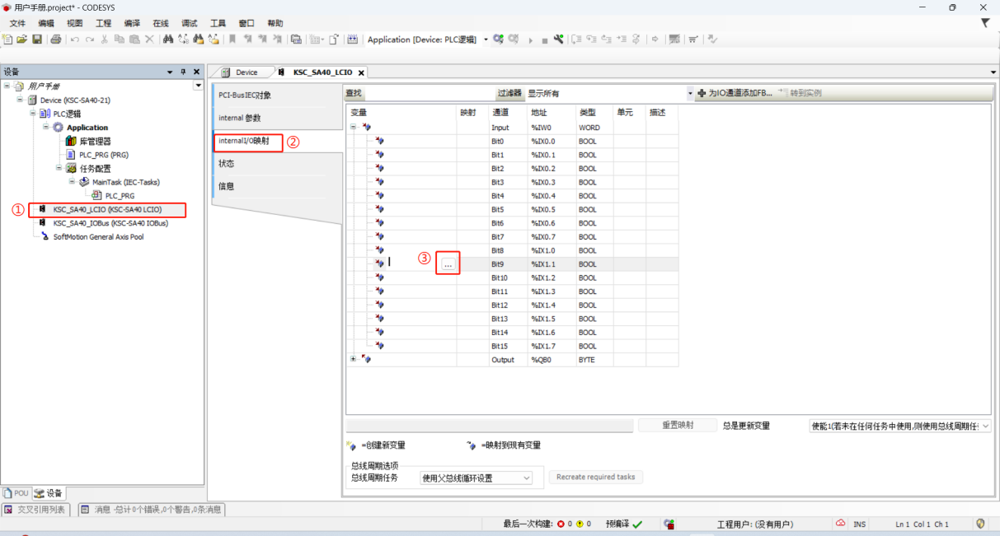 用户手册.project* - CODESYS
文件 编辑 视图 工程 编译 在线 调试 工具 窗口 帮助
Application [Device: PLC逻辑]
设备
用户手册
Device (KSC-SA40-21)
PLC逻辑
Application
库管理器
PLC_PRG (PRG)
任务配置
MainTask (IEC-Tasks)
PLC_PRG
① KSC_SA40_LCIO (KSC-SA40 LCIO)
KSC_SA40_IOBus (KSC-SA40 IOBus)
SoftMotion General Axis Pool
POU 设备
Device KSC_SA40_LCIO
PCI-BusIEC对象
internal 参数
internalI/O映射 ②
状态
信息
查找 过滤器 显示所有 为IO通道添加FB... 转到实例
变量 映射 通道 地址 类型 单元 描述
Input %IW0 WORD
Bit0 %IX0.0 BOOL
Bit1 %IX0.1 BOOL
Bit2 %IX0.2 BOOL
Bit3 %IX0.3 BOOL
Bit4 %IX0.4 BOOL
Bit5 %IX0.5 BOOL
Bit6 %IX0.6 BOOL
Bit7 %IX0.7 BOOL
Bit8 %IX1.0 BOOL
③ ... Bit9 %IX1.1 BOOL
Bit10 %IX1.2 BOOL
Bit11 %IX1.3 BOOL
Bit12 %IX1.4 BOOL
Bit13 %IX1.5 BOOL
Bit14 %IX1.6 BOOL
Bit15 %IX1.7 BOOL
Output %QB0 BYTE
重置映射 总是更新变量 使能1(若未在任何任务中使用,则使用总线周期任
=创建新变量 =映射到现有变量
总线周期选项
总线周期任务 使用父总线循环设置 Recreate required tasks
交叉引用列表 消息 -总计0个错误,0个警告,0条消息
最后一次构建: 0 0 预编译 工程用户: (没有用户) INS Ln 1 Col 1 Ch 1